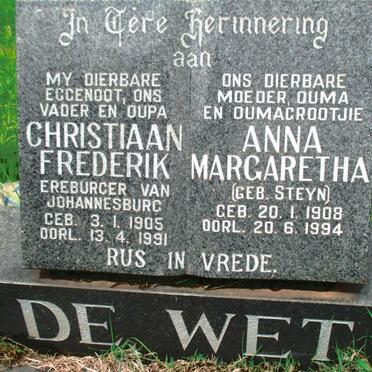 In Tere Herinnering
aan
MY DIERBARE
EGGENOOT, ONS
VADER EN OUPA
CHRISTIAAN
FREDERIK
EREBURGER VAN
JOHANNESBURG
GEB. 3. 1. 1905
OORL. 13. 4. 1991
ONS DIERBARE
MOEDER, OUMA
EN OUMAGROOTJIE
ANNA
MARGARETHA
(GEB. STEYN)
GEB. 20. 1. 1908
OORL. 20. 6. 1994
RUS IN VREDE.
DE WET